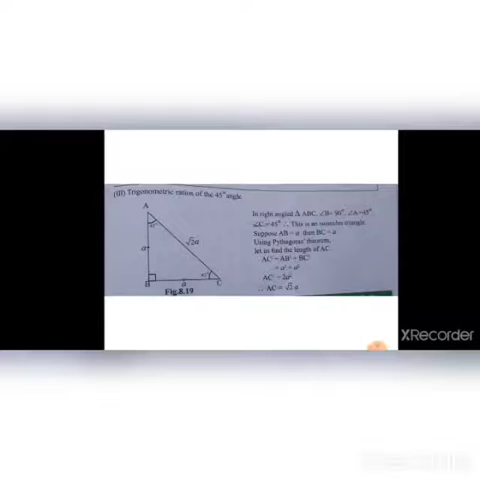 (III) Trigonometric ratios of the 45° angle
A
45°
a
√2a
45°
B
a
C
Fig.8.19
In right angled Δ ABC, ∠B= 90°, ∠A=45°
∠C = 45° ∴ This is an isosceles triangle.
Suppose AB = a then BC = a
Using Pythagoras' theorem,
let us find the length of AC.
AC² = AB² + BC²
= a² + a²
AC² = 2a²
∴ AC = √2 a
XRecorder